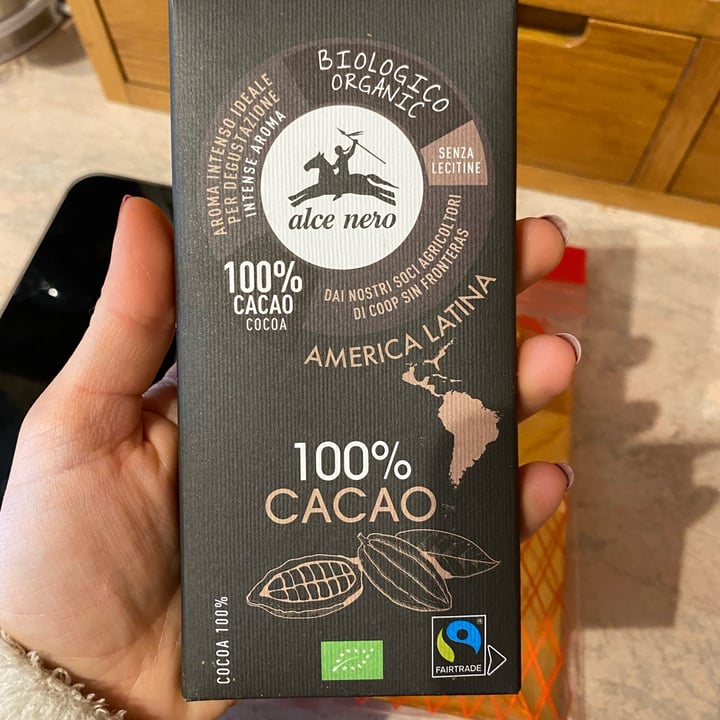 BIOLOGICO
ORGANIC
AROMA INTENSO IDEALE
PER DEGUSTAZIONE
INTENSE AROMA
SENZA
LECITINE
alce nero
100%
CACAO
COCOA
DAI NOSTRI SOCI AGRICOLTORI
DI COOP SIN FRONTERAS
AMERICA LATINA
100%
CACAO
COCOA 100%
FAIRTRADE
®